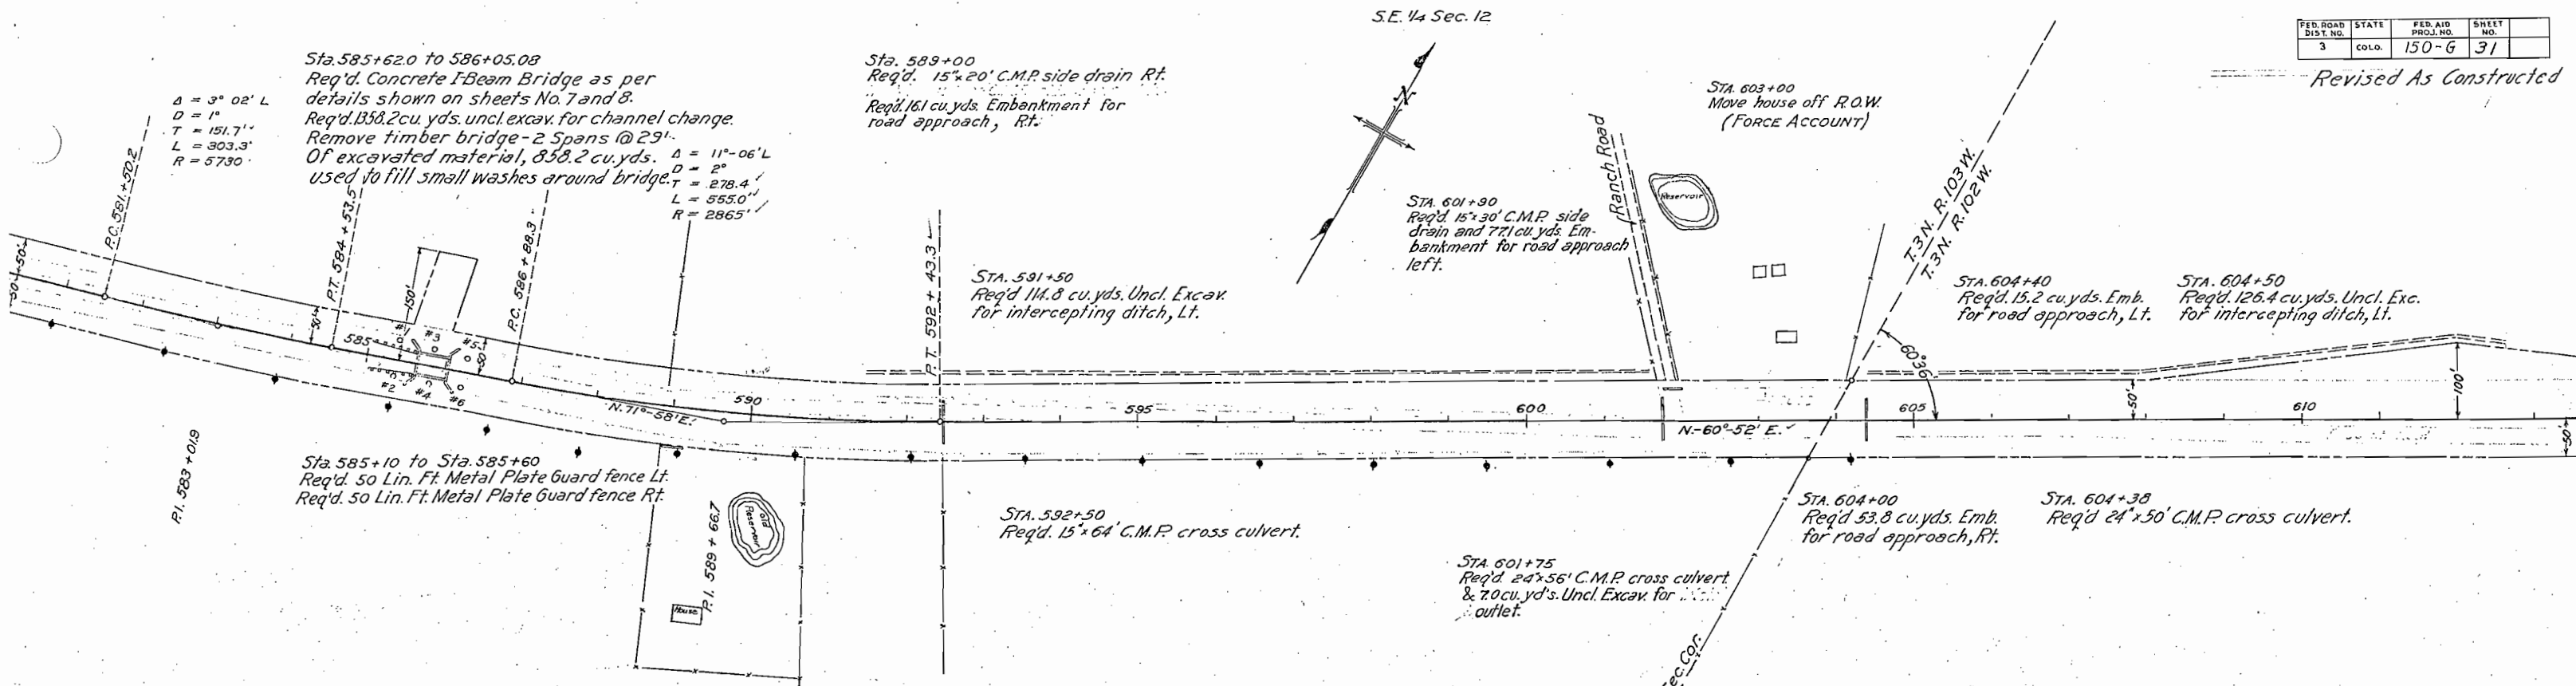 S.E. 1/4 Sec. 12
FED. ROAD DIST. NO. STATE FED. AID PROJ. NO. SHEET NO.
3 COLO. 150-G 31
Revised As Constructed
Δ = 3° 02' L
D = 1°
T = 151.7'
L = 303.3'
R = 5730
Sta. 585+62.0 to 586+05.08
Req'd. Concrete I-Beam Bridge as per
details shown on sheets No. 7 and 8.
Req'd. 1358.2 cu. yds. uncl. excav. for channel change.
Remove timber bridge - 2 Spans @ 29'
Of excavated material, 858.2 cu. yds.
used to fill small washes around bridge.
Δ = 11°-06' L
D = 2°
T = 278.4'
L = 555.0'
R = 2865'
Sta. 589+00
Req'd. 15"x20' C.M.P. side drain Rt.
Req'd. 16.1 cu. yds. Embankment for
road approach, Rt.
STA. 603+00
Move house off R.O.W.
(FORCE ACCOUNT)
N
Ranch Road
Reservoir
STA. 601+90
Req'd. 15"x30' C.M.P. side
drain and 77.1 cu. yds. Em-
bankment for road approach
left.
T. 3 N. R. 103 W.
T. 3 N. R. 102 W.
P.C. 581+50.2
P.T. 584+53.5
P.C. 586+88.3
P.T. 592+43.3
STA. 591+50
Req'd 114.8 cu. yds. Uncl. Excav.
for intercepting ditch, Lt.
STA. 604+40
Req'd. 15.2 cu. yds. Emb.
for road approach, Lt.
STA. 604+50
Req'd. 126.4 cu. yds. Uncl. Exc.
for intercepting ditch, Lt.
60°36'
50'
50'
150'
50'
50'
50'
100'
50'
#1
#3
#5
#2
#4
#6
585
590
595
600
605
610
N. 71°-58' E.
N.-60°-52' E.
P.I. 583+01.9
Sta. 585+10 to Sta. 585+60
Req'd. 50 Lin. Ft. Metal Plate Guard fence Lt.
Req'd. 50 Lin. Ft. Metal Plate Guard fence Rt.
P.I. 589+66.7
Old
Reservoir
House
STA. 592+50
Req'd. 15"x64' C.M.P. cross culvert.
STA. 601+75
Req'd 24"x56' C.M.P. cross culvert
& 7.0 cu. yd's. Uncl. Excav. for
outlet.
STA. 604+00
Req'd 53.8 cu. yds. Emb.
for road approach, Rt.
STA. 604+38
Req'd 24"x50' C.M.P. cross culvert.
Sec. Cor.